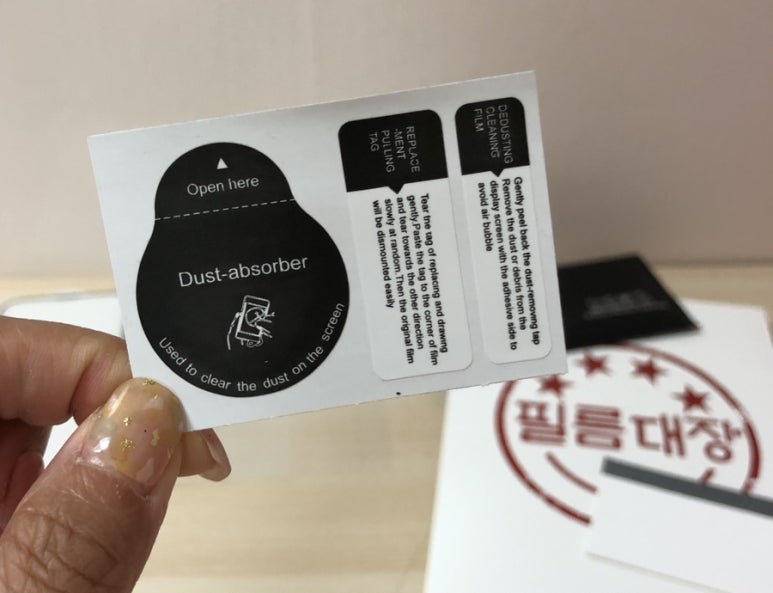 Open here
Dust-absorber
Used to clear the dust on the screen
REPLACE
-MENT
PULLING
TAG
Tear the tag of replacing and drawing
gently.Paste the tag to the corner of film
and tear towards the other direction
slowly at random.Then the original film
will be dismounted easily
DEDUSTING
CLEANING
FILM
Gently peel back the dust-removing tap
Remove the dust or debris from the
display screen with the adhesive side to
avoid air bubble
필름대장